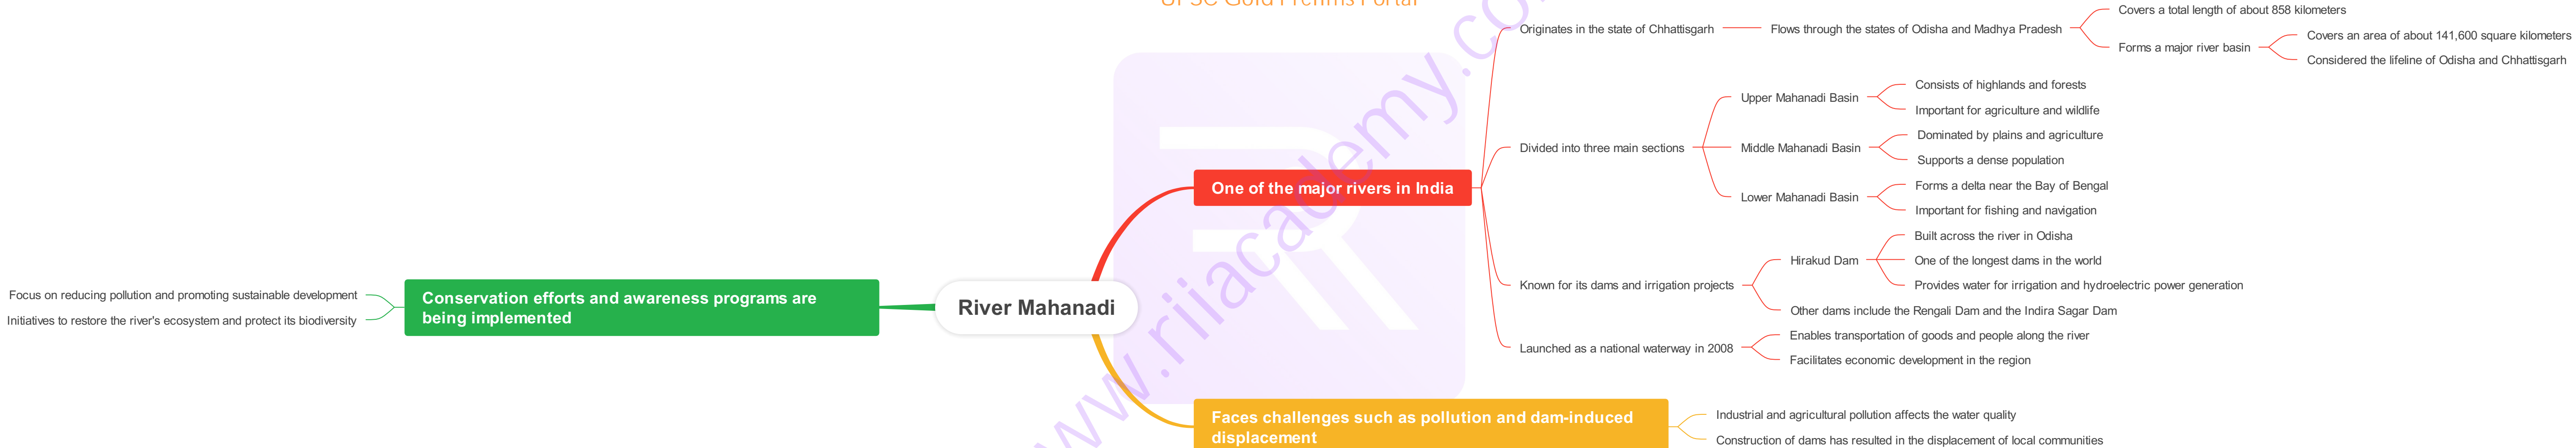 UPSC Gold Prelims Portal
River Mahanadi
One of the major rivers in India
Originates in the state of Chhattisgarh
Flows through the states of Odisha and Madhya Pradesh
Covers a total length of about 858 kilometers
Forms a major river basin
Covers an area of about 141,600 square kilometers
Considered the lifeline of Odisha and Chhattisgarh
Divided into three main sections
Upper Mahanadi Basin
Consists of highlands and forests
Important for agriculture and wildlife
Middle Mahanadi Basin
Dominated by plains and agriculture
Supports a dense population
Lower Mahanadi Basin
Forms a delta near the Bay of Bengal
Important for fishing and navigation
Known for its dams and irrigation projects
Hirakud Dam
Built across the river in Odisha
One of the longest dams in the world
Provides water for irrigation and hydroelectric power generation
Other dams include the Rengali Dam and the Indira Sagar Dam
Launched as a national waterway in 2008
Enables transportation of goods and people along the river
Facilitates economic development in the region
Faces challenges such as pollution and dam-induced
displacement
Industrial and agricultural pollution affects the water quality
Construction of dams has resulted in the displacement of local communities
Conservation efforts and awareness programs are
being implemented
Focus on reducing pollution and promoting sustainable development
Initiatives to restore the river's ecosystem and protect its biodiversity